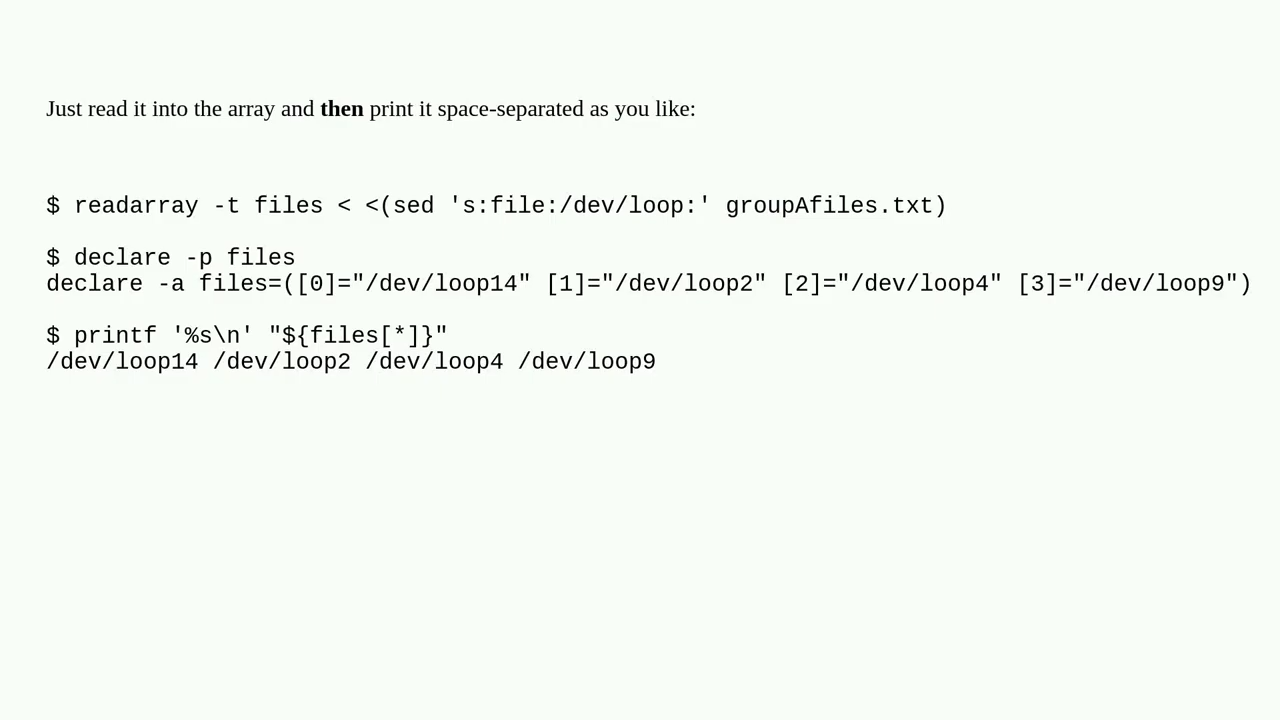 Just read it into the array and then print it space-separated as you like:
$ readarray -t files < <(sed 's:file:/dev/loop:' groupAfiles.txt)
$ declare -p files
declare -a files=([0]="/dev/loop14" [1]="/dev/loop2" [2]="/dev/loop4" [3]="/dev/loop9")
$ printf '%s\n' "${files[*]}"
/dev/loop14 /dev/loop2 /dev/loop4 /dev/loop9